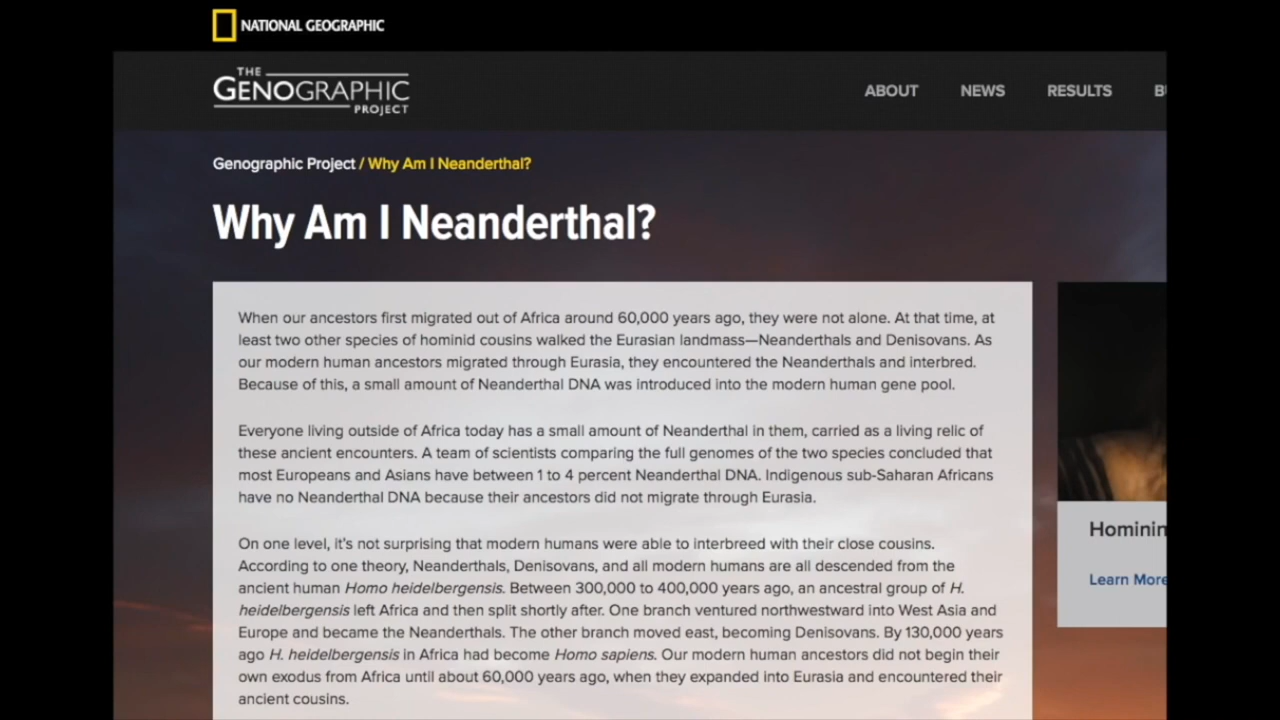 NATIONAL GEOGRAPHIC
THE
GENOGRAPHIC
PROJECT
ABOUT NEWS RESULTS
Genographic Project / Why Am I Neanderthal?
Why Am I Neanderthal?
When our ancestors first migrated out of Africa around 60,000 years ago, they were not alone. At that time, at
least two other species of hominid cousins walked the Eurasian landmass—Neanderthals and Denisovans. As
our modern human ancestors migrated through Eurasia, they encountered the Neanderthals and interbred.
Because of this, a small amount of Neanderthal DNA was introduced into the modern human gene pool.
Everyone living outside of Africa today has a small amount of Neanderthal in them, carried as a living relic of
these ancient encounters. A team of scientists comparing the full genomes of the two species concluded that
most Europeans and Asians have between 1 to 4 percent Neanderthal DNA. Indigenous sub-Saharan Africans
have no Neanderthal DNA because their ancestors did not migrate through Eurasia.
On one level, it's not surprising that modern humans were able to interbreed with their close cousins.
According to one theory, Neanderthals, Denisovans, and all modern humans are all descended from the
ancient human Homo heidelbergensis. Between 300,000 to 400,000 years ago, an ancestral group of H.
heidelbergensis left Africa and then split shortly after. One branch ventured northwestward into West Asia and
Europe and became the Neanderthals. The other branch moved east, becoming Denisovans. By 130,000 years
ago H. heidelbergensis in Africa had become Homo sapiens. Our modern human ancestors did not begin their
own exodus from Africa until about 60,000 years ago, when they expanded into Eurasia and encountered their
ancient cousins.
Hominin
Learn More